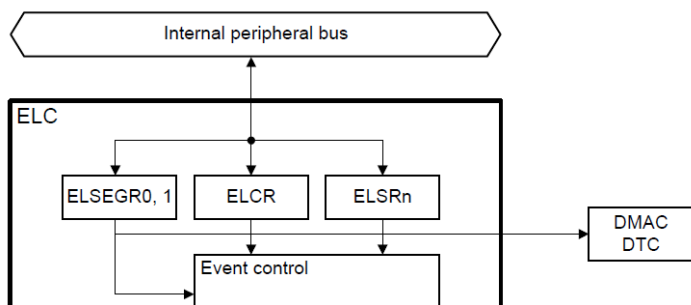 Internal peripheral bus
ELC
ELSEGR0, 1
ELCR
ELSRn
DMAC
DTC
Event control